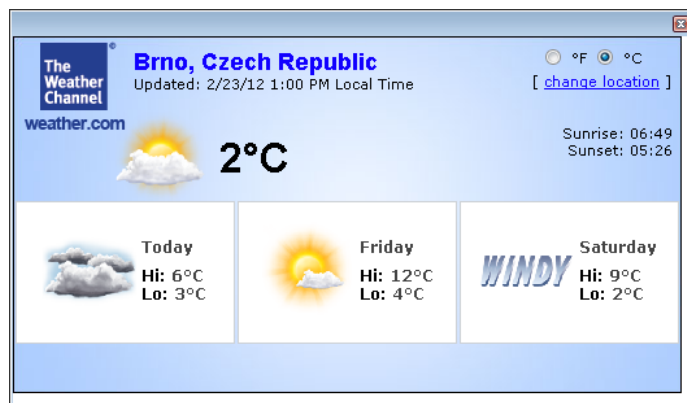 The
Weather
Channel
weather.com
Brno, Czech Republic
Updated: 2/23/12 1:00 PM Local Time
°F °C
[ change location ]
2°C
Sunrise: 06:49
Sunset: 05:26
Today
Hi: 6°C
Lo: 3°C
Friday
Hi: 12°C
Lo: 4°C
WINDY
Saturday
Hi: 9°C
Lo: 2°C